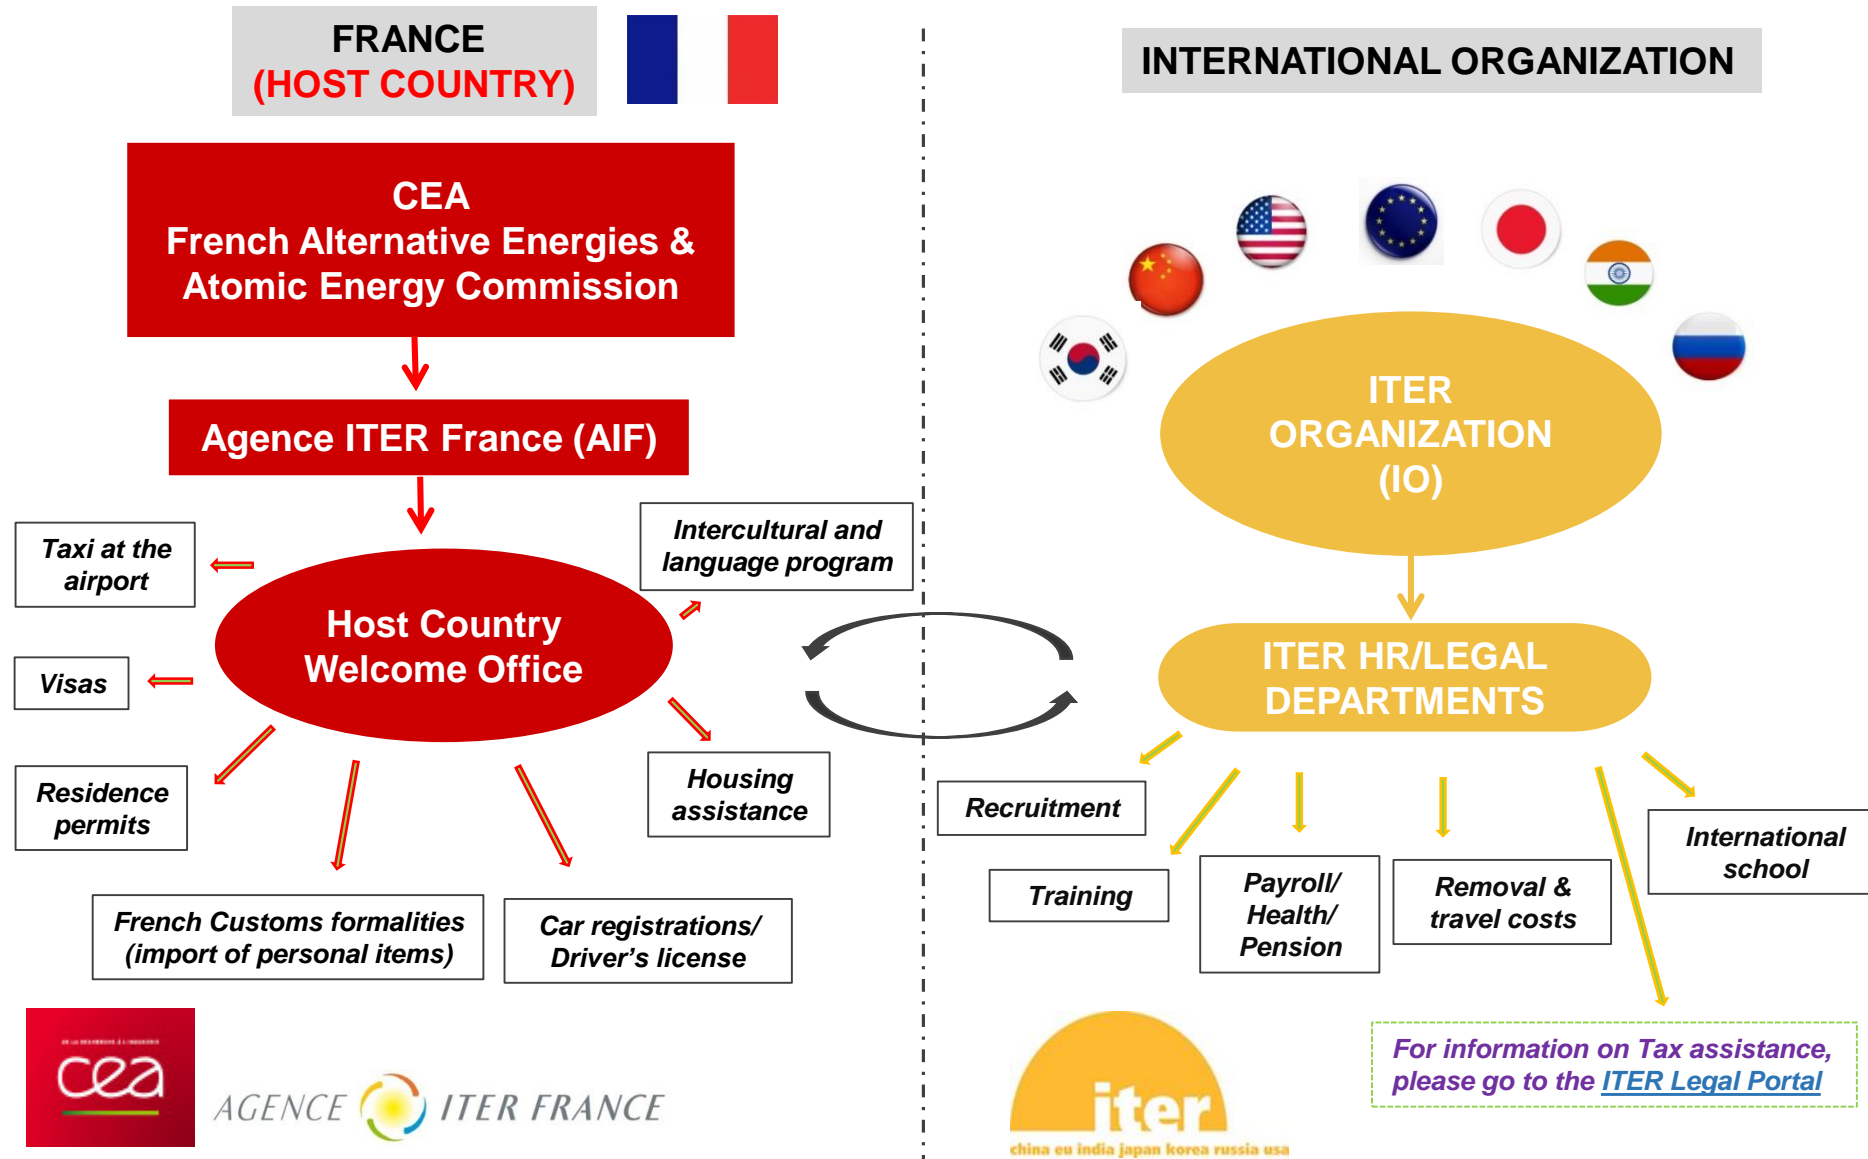 FRANCE
(HOST COUNTRY)
CEA
French Alternative Energies &
Atomic Energy Commission
Agence ITER France (AIF)
Taxi at the
airport
Intercultural and
language program
Host Country
Welcome Office
Visas
Residence
permits
Housing
assistance
French Customs formalities
(import of personal items)
Car registrations/
Driver’s license
cea
AGENCE ITER FRANCE
INTERNATIONAL ORGANIZATION
ITER
ORGANIZATION
(IO)
ITER HR/LEGAL
DEPARTMENTS
Recruitment
Training
Payroll/
Health/
Pension
Removal &
travel costs
International
school
For information on Tax assistance,
please go to the ITER Legal Portal
iter
china eu india japan korea russia usa